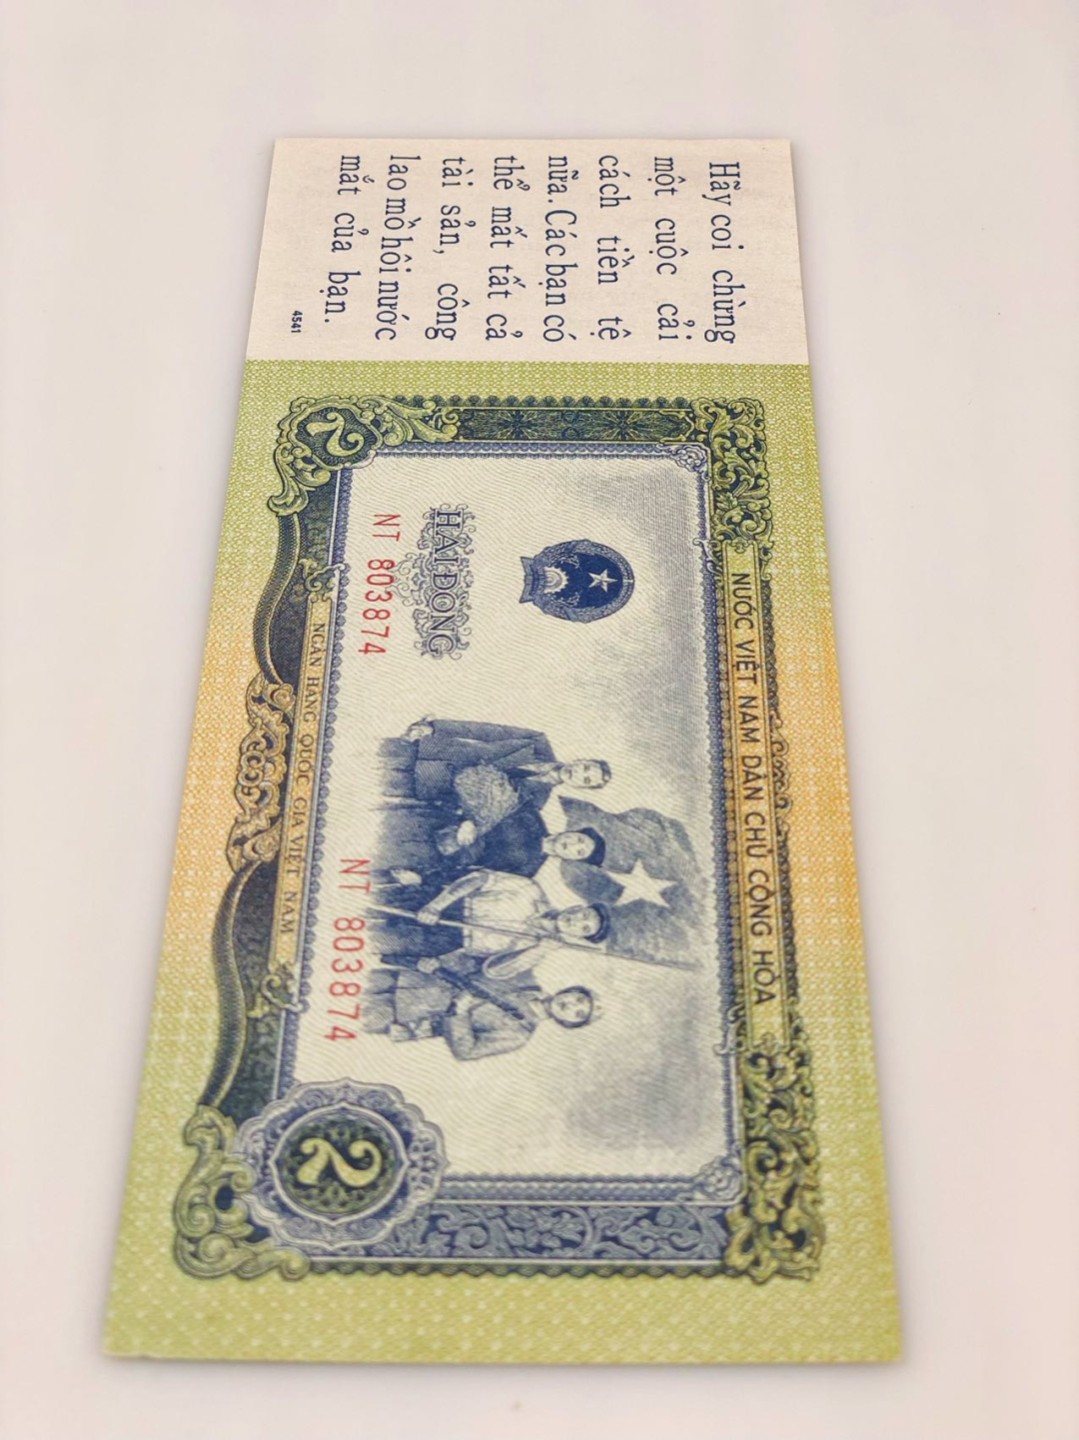 Hãy coi chừng
một cuộc cải
cách tiền tệ
nữa. Các bạn có
thể mất tất cả
tài sản, công
lao mồ hôi nước
mắt của bạn.
4541
NƯỚC VIỆT NAM DÂN CHỦ CỘNG HÒA
HAI ĐỒNG
NT 803874
NT 803874
NGÂN HÀNG QUỐC GIA VIỆT NAM
2
2